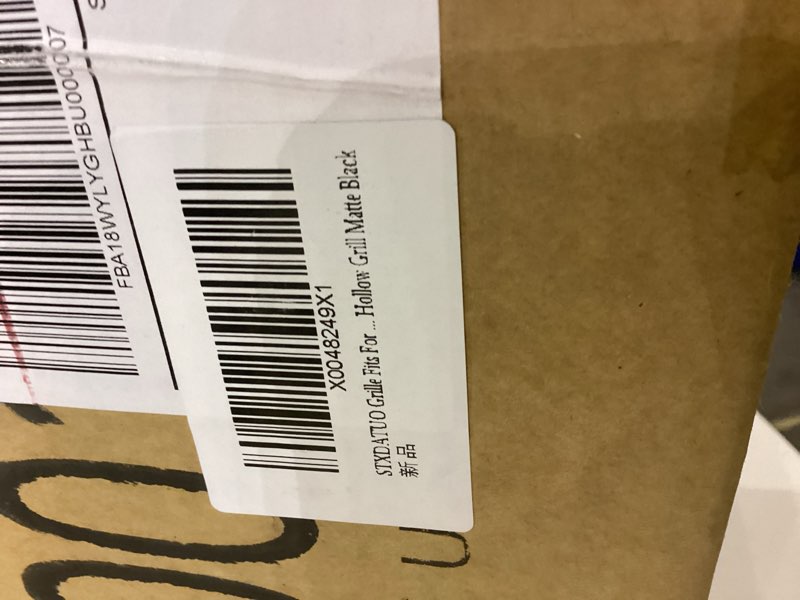 FBA18WYLYGHBU000007
X0048249X1
STXDATUO Grille Fits For ... Hollow Grill Matte Black
新品